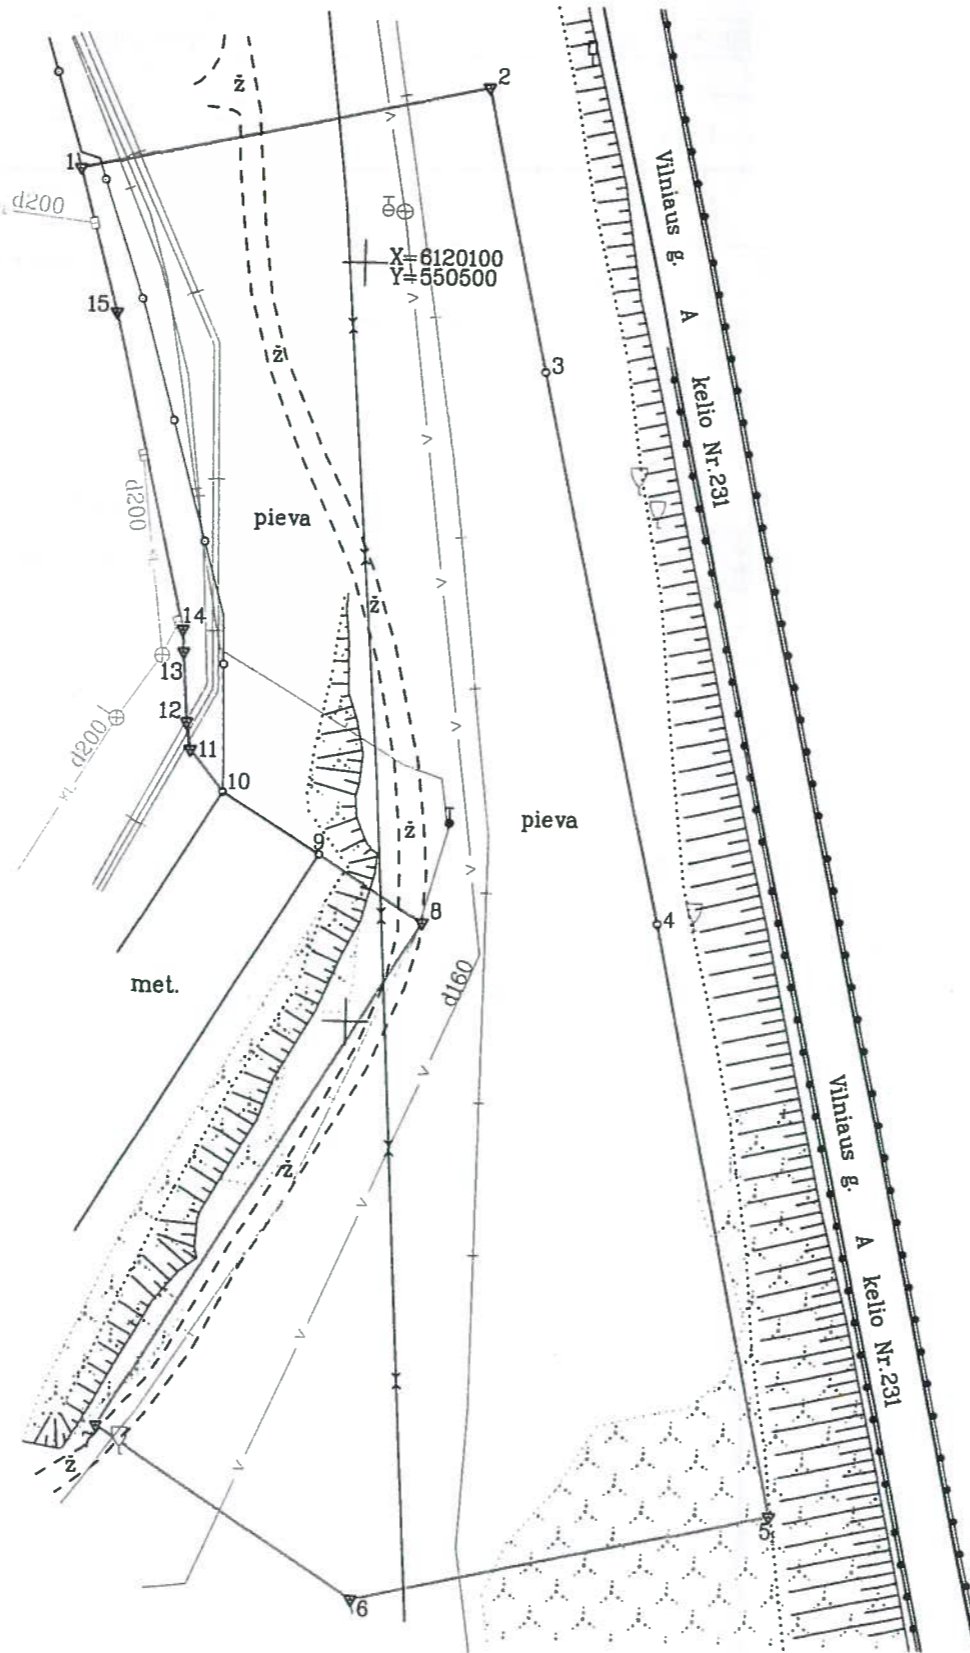 2
ž
1
d200
Vilniaus g. A kelio Nr.231
X=6120100
Y=550500
15
ž
3
d200
pieva
ž
14
13
12
d200
11
10
pieva
ž
9
8
4
d160
met.
KL
Vilniaus g. A kelio Nr.231
ž
ž
5
6